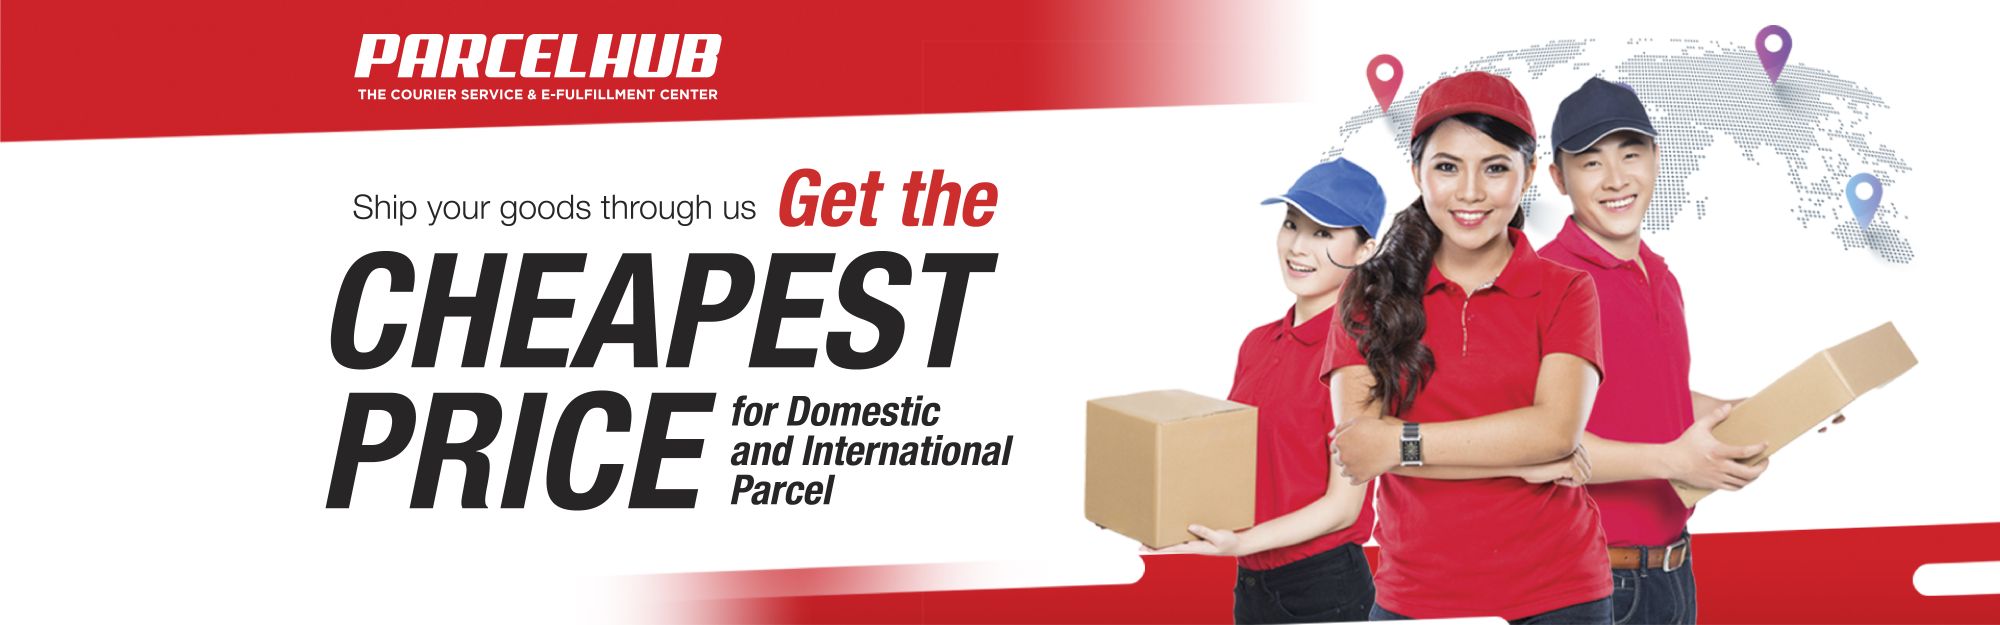 PARCELHUB
THE COURIER SERVICE & E-FULFILLMENT CENTER
Ship your goods through us Get the
CHEAPEST
PRICE for Domestic
and International
Parcel